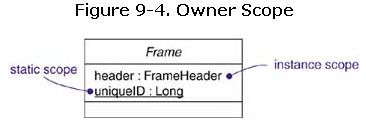 Figure 9-4. Owner Scope
Frame
static scope
header : FrameHeader
instance scope
uniqueID : Long